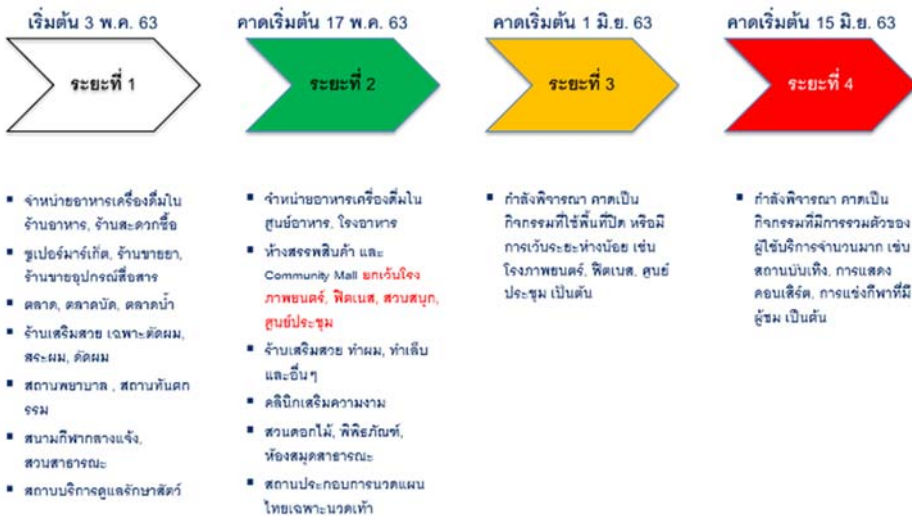 เริ่มต้น 3 พ.ค. 63
ระยะที่ 1
▪ จำหน่ายอาหารเครื่องดื่มใน
ร้านอาหาร, ร้านสะดวกซื้อ
▪ ซูเปอร์มาร์เก็ต, ร้านขายยา,
ร้านขายอุปกรณ์สื่อสาร
▪ ตลาด, ตลาดนัด, ตลาดน้ำ
▪ ร้านเสริมสวย เฉพาะตัดผม,
สระผม, ตัดผม
▪ สถานพยาบาล , สถานทันตก
รรม
▪ สนามกีฬากลางแจ้ง,
สวนสาธารณะ
▪ สถานบริการดูแลรักษาสัตว์
คาดเริ่มต้น 17 พ.ค. 63
ระยะที่ 2
▪ จำหน่ายอาหารเครื่องดื่มใน
ศูนย์อาหาร, โรงอาหาร
▪ ห้างสรรพสินค้า และ
Community Mall ยกเว้นโรง
ภาพยนตร์, ฟิตเนส, สวนสนุก,
ศูนย์ประชุม
▪ ร้านเสริมสวย ทำผม, ทำเล็บ
และอื่นๆ
▪ คลินิกเสริมความงาม
▪ สวนดอกไม้, พิพิธภัณฑ์,
ห้องสมุดสาธารณะ
▪ สถานประกอบการนวดแผน
ไทยเฉพาะนวดเท้า
คาดเริ่มต้น 1 มิ.ย. 63
ระยะที่ 3
▪ กำลังพิจารณา คาดเป็น
กิจกรรมที่ใช้พื้นที่ปิด หรือมี
การเว้นระยะห่างน้อย เช่น
โรงภาพยนตร์, ฟิตเนส, ศูนย์
ประชุม เป็นต้น
คาดเริ่มต้น 15 มิ.ย. 63
ระยะที่ 4
▪ กำลังพิจารณา คาดเป็น
กิจกรรมที่มีการรวมตัวของ
ผู้ใช้บริการจำนวนมาก เช่น
สถานบันเทิง, การแสดง
คอนเสิร์ต, การแข่งกีฬาที่มี
ผู้ชม เป็นต้น